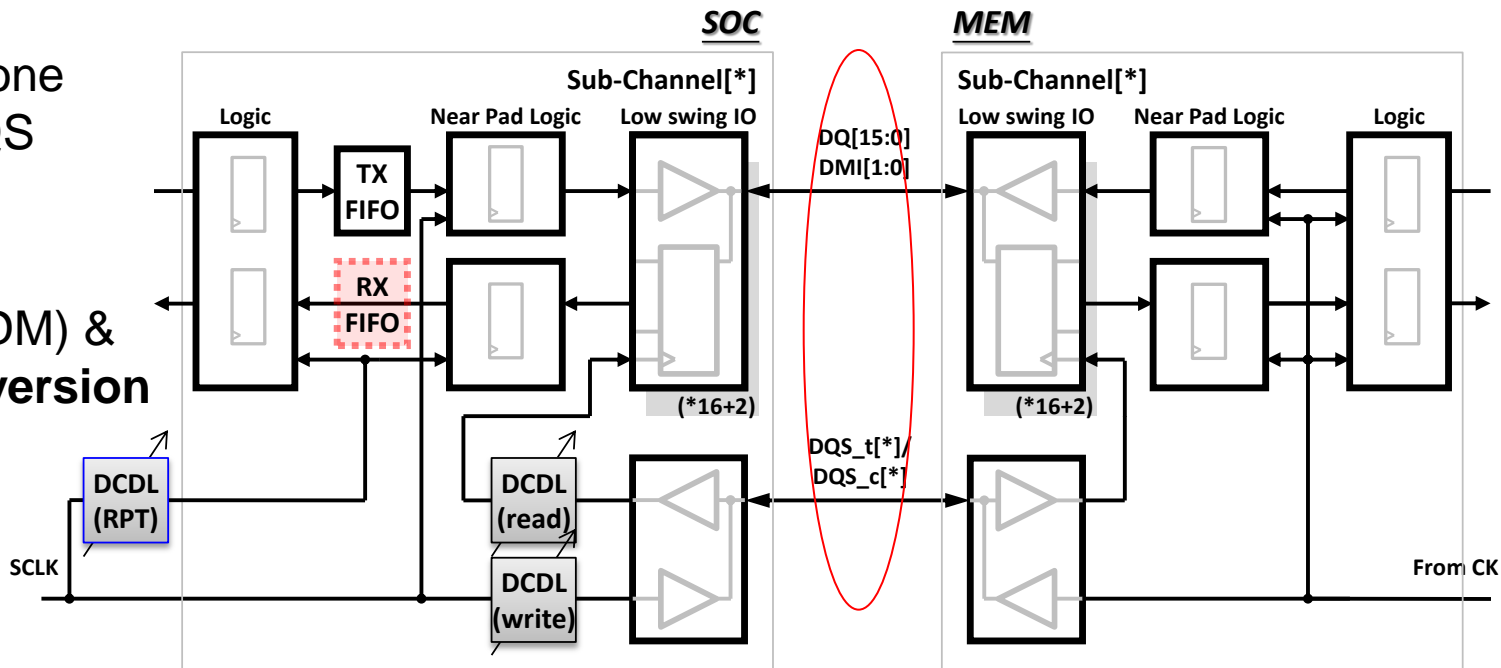 SOC
MEM
one
QS
DM) &
version
Sub-Channel[*]
Sub-Channel[*]
Logic
Near Pad Logic
Low swing IO
Low swing IO
Near Pad Logic
Logic
TX
FIFO
RX
FIFO
DQ[15:0]
DMI[1:0]
(*16+2)
(*16+2)
DQS_t[*]/
DQS_c[*]
DCDL
(RPT)
DCDL
(read)
DCDL
(write)
SCLK
From CK